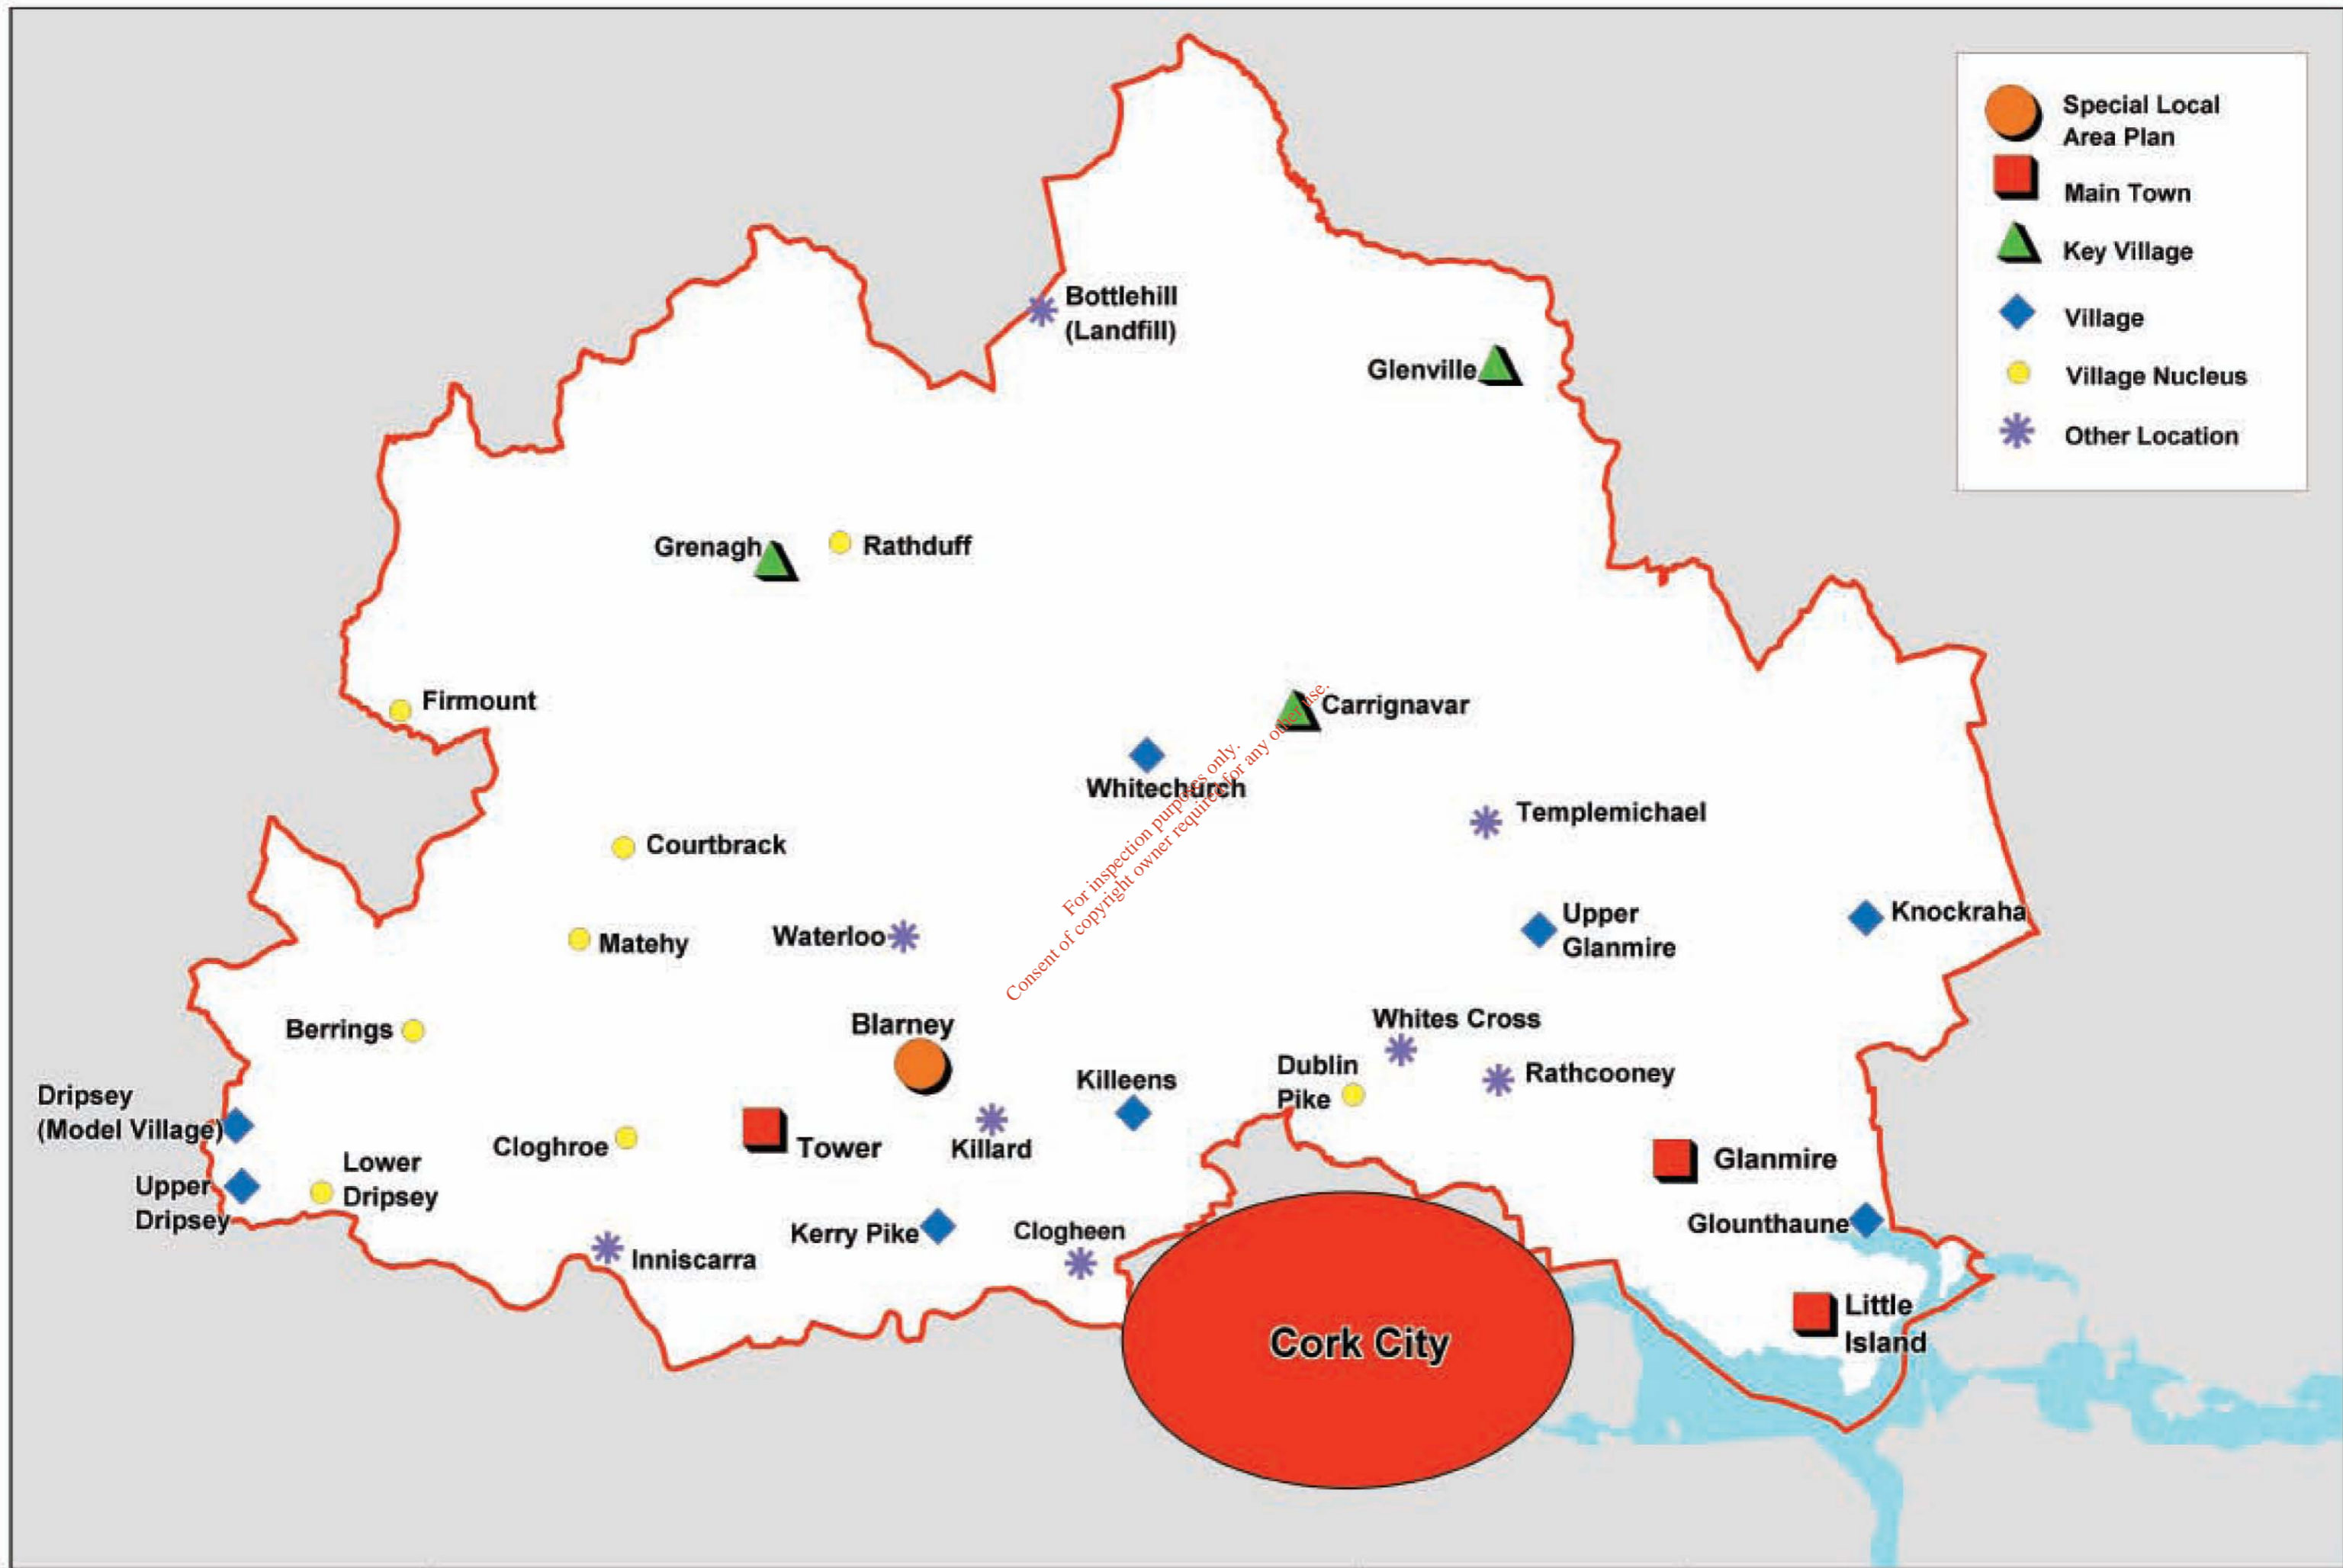 Special Local
Area Plan
Main Town
Key Village
Village
Village Nucleus
Other Location
Bottlehill
(Landfill)
Glenville
Grenagh
Rathduff
Firmount
Carrignavar
Whitechurch
Templemichael
Courtbrack
Upper
Glanmire
Knockraha
Matehy
Waterloo
Berrings
Blarney
Whites Cross
Dublin
Pike
Rathcooney
Killeens
Dripsey
(Model Village)
Cloghroe
Tower
Killard
Glanmire
Lower
Dripsey
Upper
Dripsey
Kerry Pike
Clogheen
Glounthaune
Inniscarra
Little
Island
Cork City
For inspection purposes only.
Consent of copyright owner required for any other use.